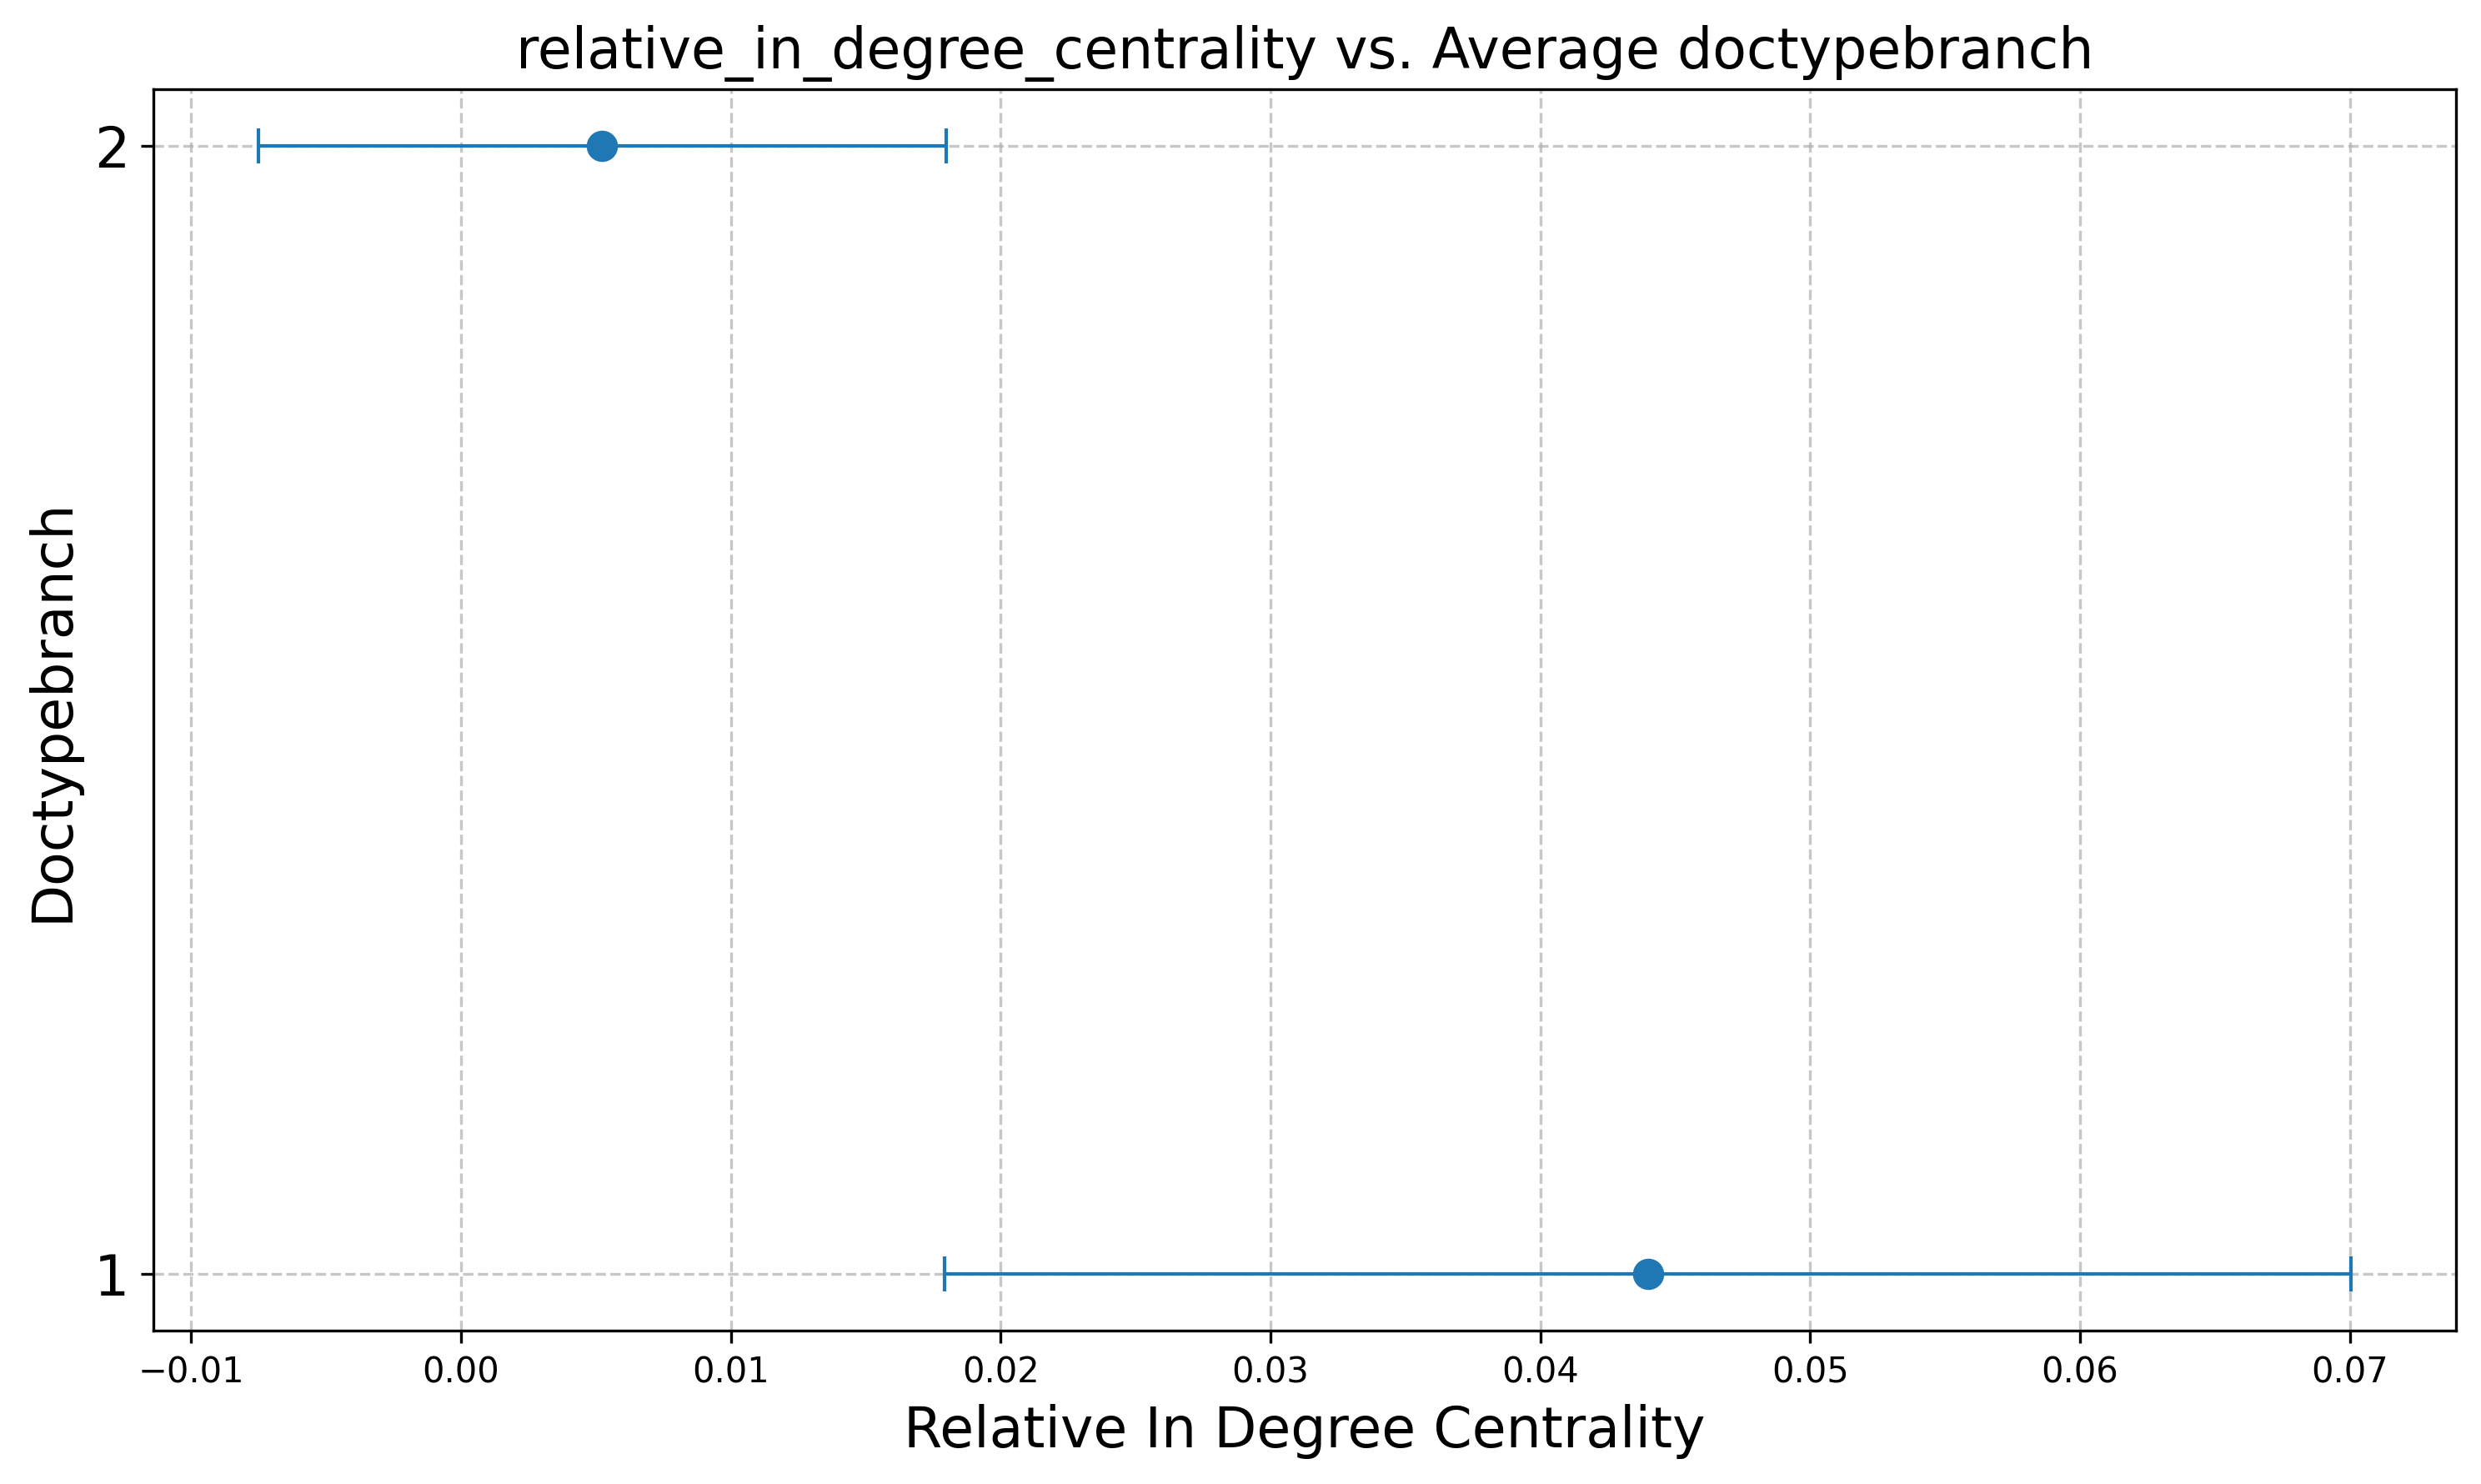 relative_in_degree_centrality vs. Average doctypebranch
2
Doctypebranch
1
−0.01 0.00 0.01 0.02 0.03 0.04 0.05 0.06 0.07
Relative In Degree Centrality